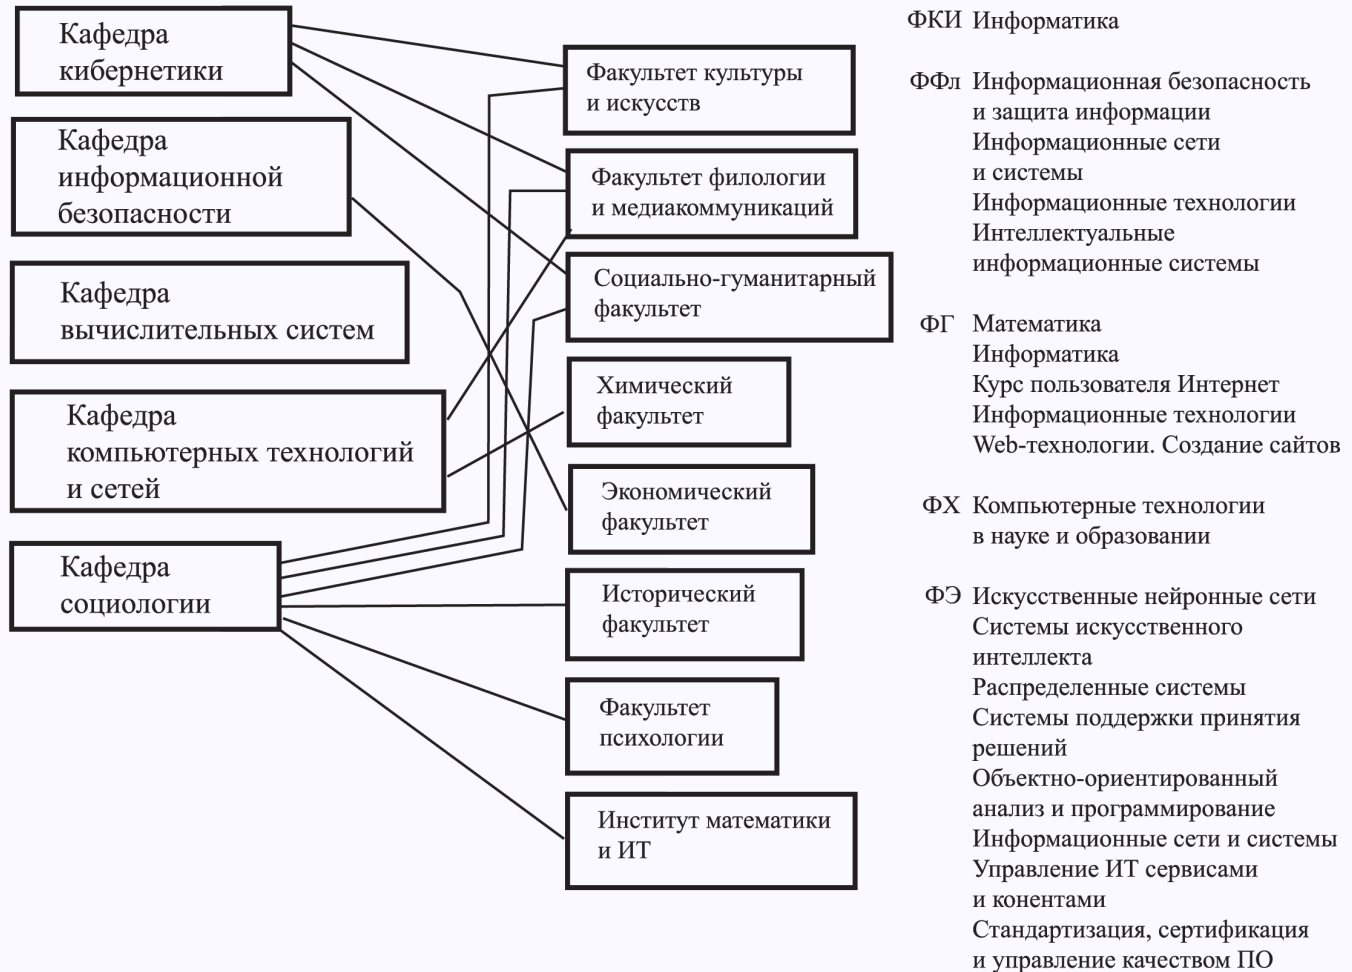 Кафедра
кибернетики
Кафедра
информационной
безопасности
Кафедра
вычислительных систем
Кафедра
компьютерных технологий
и сетей
Кафедра
социологии
Факультет культуры
и искусств
Факультет филологии
и медиакоммуникаций
Социально-гуманитарный
факультет
Химический
факультет
Экономический
факультет
Исторический
факультет
Факультет
психологии
Институт математики
и ИТ
ФКИ Информатика
ФФл Информационная безопасность
и защита информации
Информационные сети
и системы
Информационные технологии
Интеллектуальные
информационные системы
ФГ Математика
Информатика
Курс пользователя Интернет
Информационные технологии
Web-технологии. Создание сайтов
ФХ Компьютерные технологии
в науке и образовании
ФЭ Искусственные нейронные сети
Системы искусственного
интеллекта
Распределенные системы
Системы поддержки принятия
решений
Объектно-ориентированный
анализ и программирование
Информационные сети и системы
Управление ИТ сервисами
и конентами
Стандартизация, сертификация
и управление качеством ПО